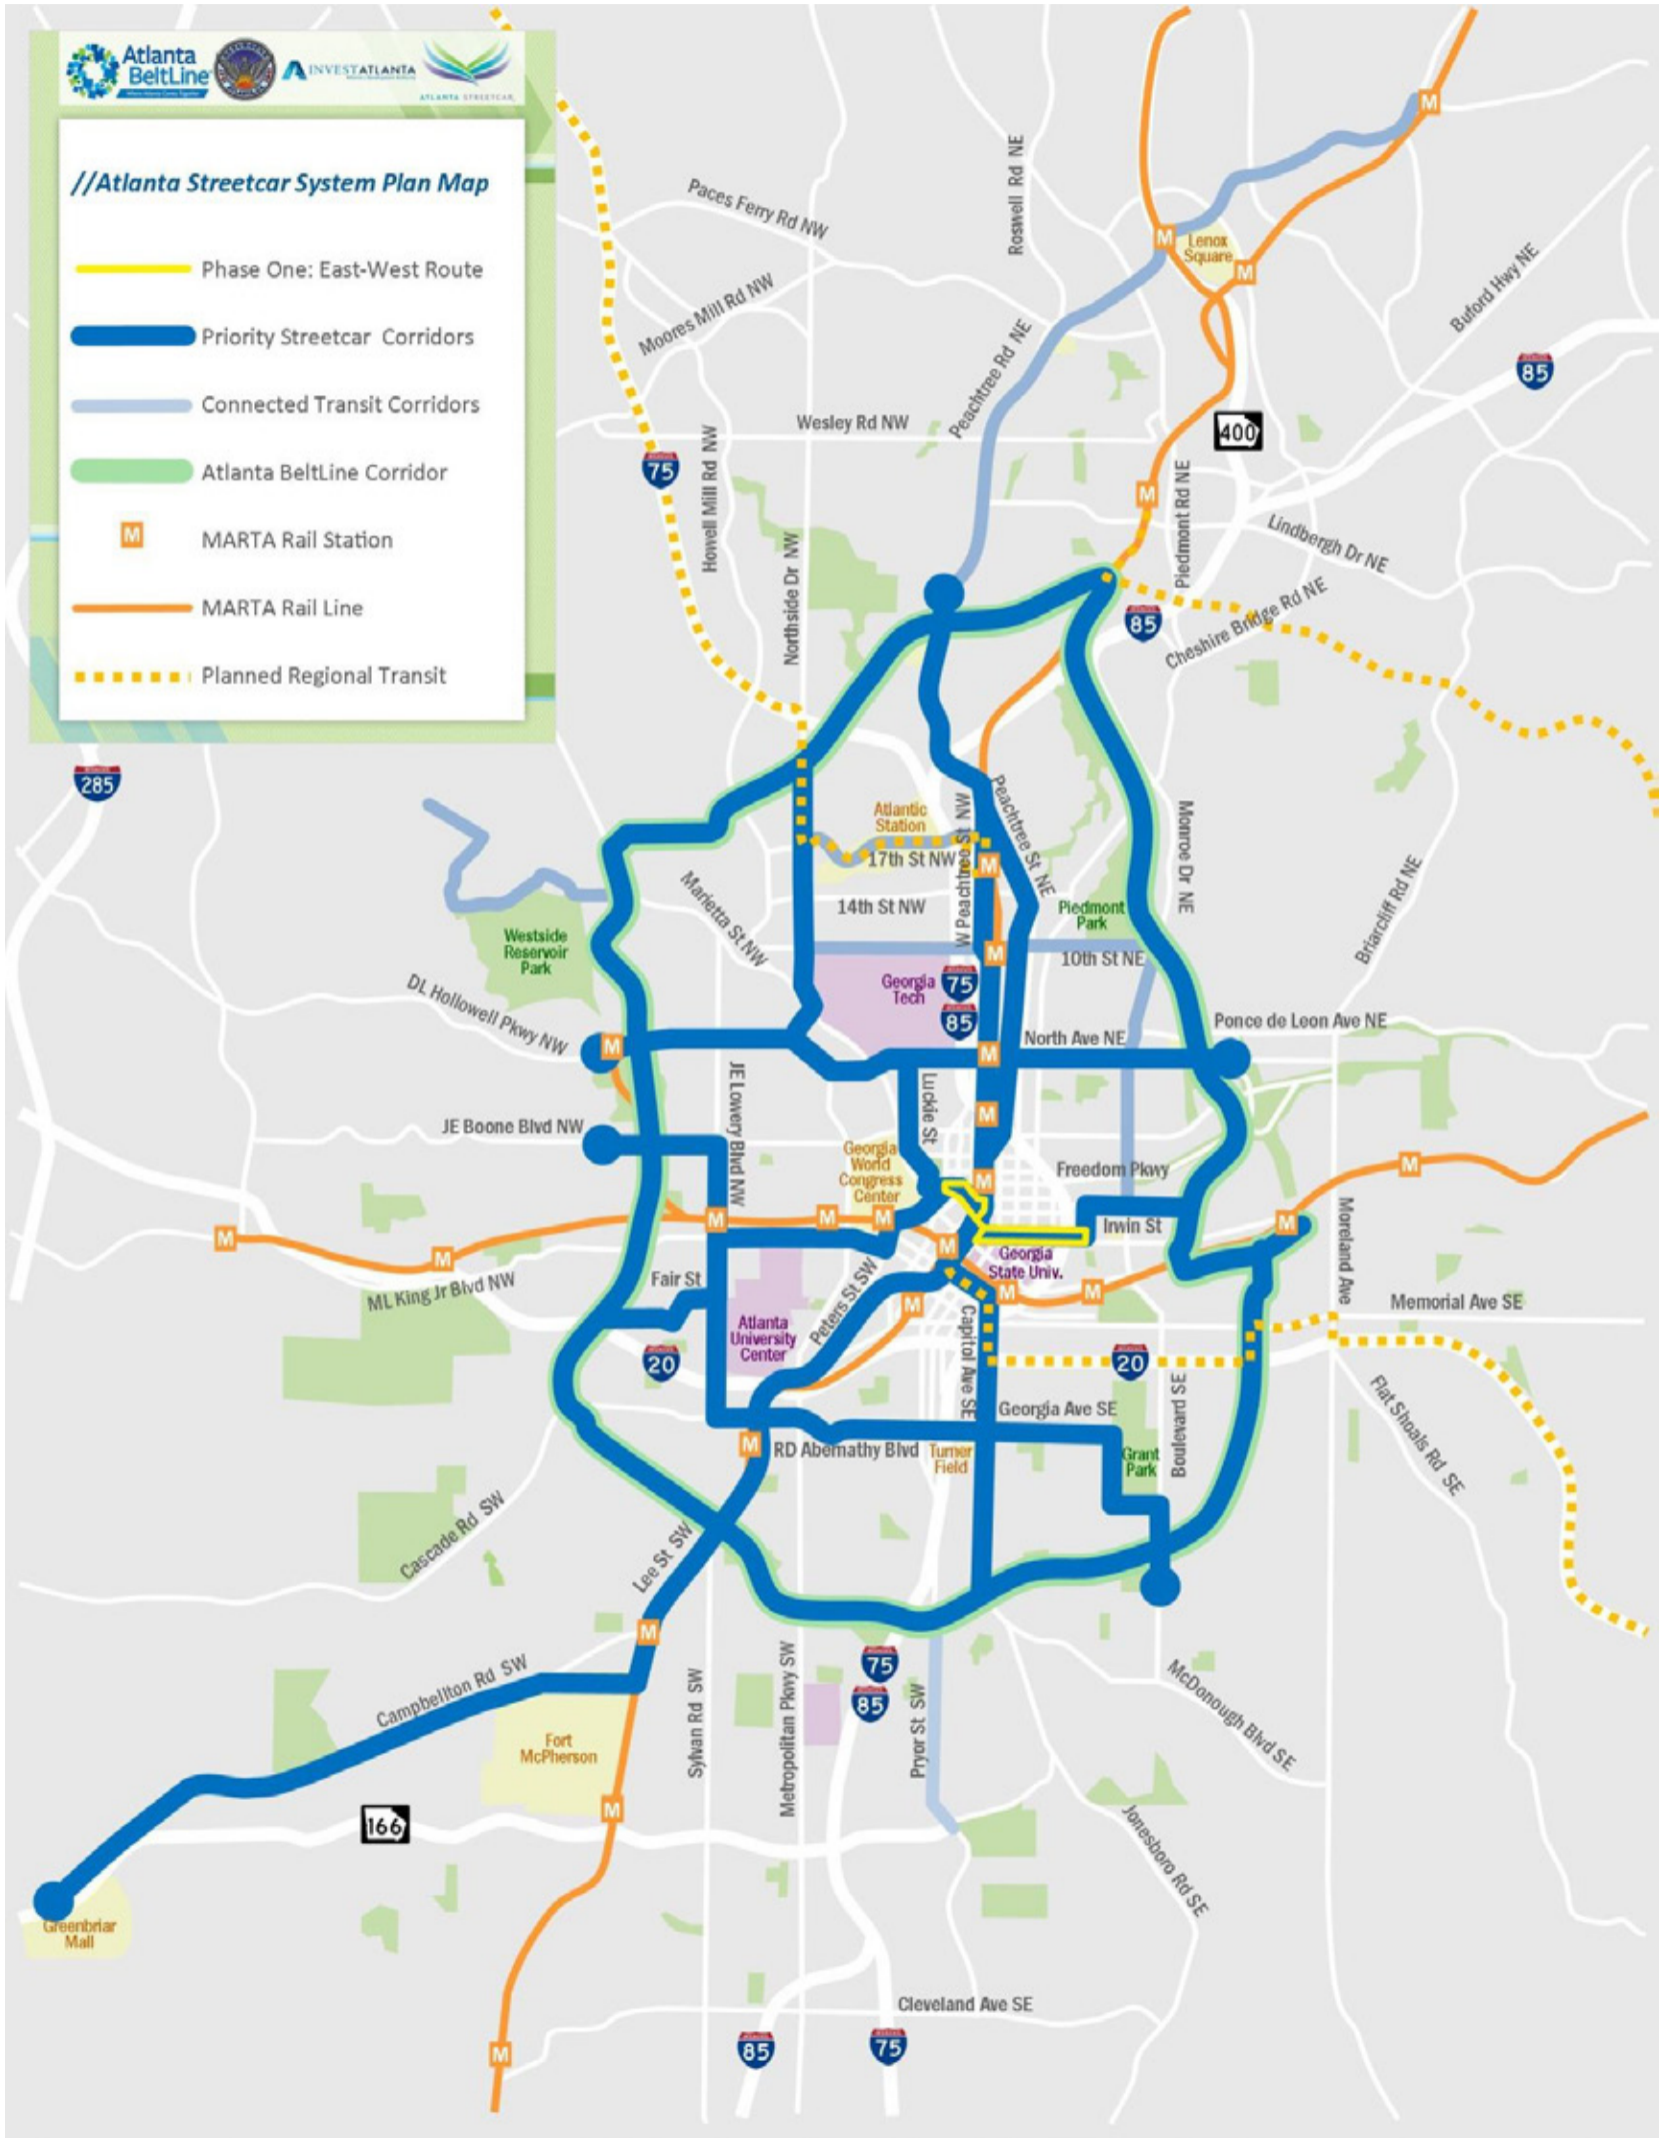 Atlanta
BeltLine
INVESTATLANTA
ATLANTA STREETCAR
//Atlanta Streetcar System Plan Map
Phase One: East-West Route
Priority Streetcar Corridors
Connected Transit Corridors
Atlanta BeltLine Corridor
M
MARTA Rail Station
MARTA Rail Line
Planned Regional Transit
M
Roswell Rd NE
Paces Ferry Rd NW
M
Lenox
Square
M
Buford Hwy NE
Moores Mill Rd NW
Peachtree Rd NE
85
Wesley Rd NW
400
75
Howell Mill Rd NW
M
Piedmont Rd NE
Lindbergh Dr NE
Northside Dr NW
Cheshire Bridge Rd NE
85
285
Atlantic
Station
17th St NW
W Peachtree St NW
Peachtree St NE
Monroe Dr NE
M
14th St NW
Marietta St NW
Piedmont
Park
Briarcliff Rd NE
Westside
Reservoir
Park
M
10th St NE
Georgia
Tech
75
85
DL Hollowell Pkwy NW
Ponce de Leon Ave NE
North Ave NE
M
M
JE Lowery Blvd NW
Luckie St
M
JE Boone Blvd NW
Georgia
World
Congress
Center
Freedom Pkwy
M
M
M
M
M
M
M
Irwin St
M
M
Georgia
State Univ.
Moreland Ave
ML King Jr Blvd NW
Fair St
Peters St SW
M
M
M
Memorial Ave SE
Atlanta
University
Center
Capitol Ave SE
20
20
Georgia Ave SE
Boulevard SE
Flat Shoals Rd SE
M
RD Abernathy Blvd
Turner
Field
Grant
Park
Cascade Rd SW
Lee St SW
M
Campbellton Rd SW
75
85
Sylvan Rd SW
Metropolitan Pkwy SW
Pryor St SW
McDonough Blvd SE
Fort
McPherson
M
166
Jonesboro Rd SE
Greenbriar
Mall
Cleveland Ave SE
M
85
75